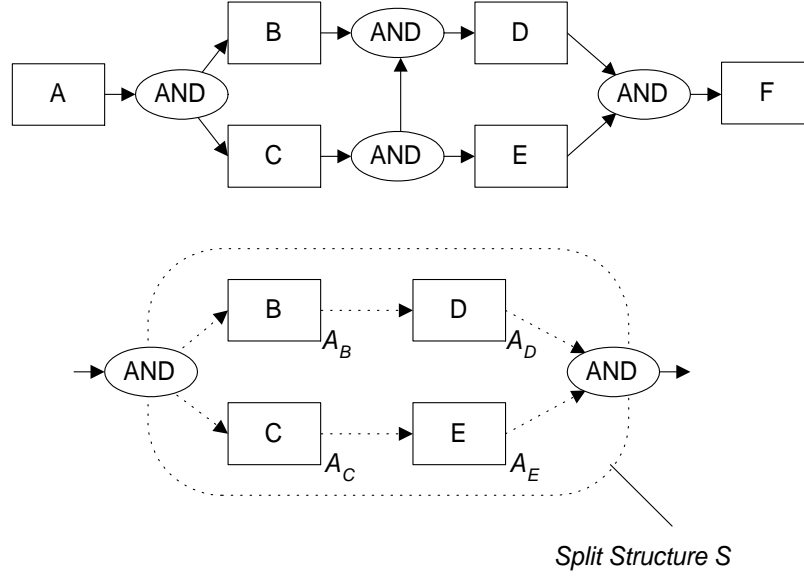 B AND D
A AND AND F
C AND E
B D
A_B A_D
AND AND
C E
A_C A_E
Split Structure S